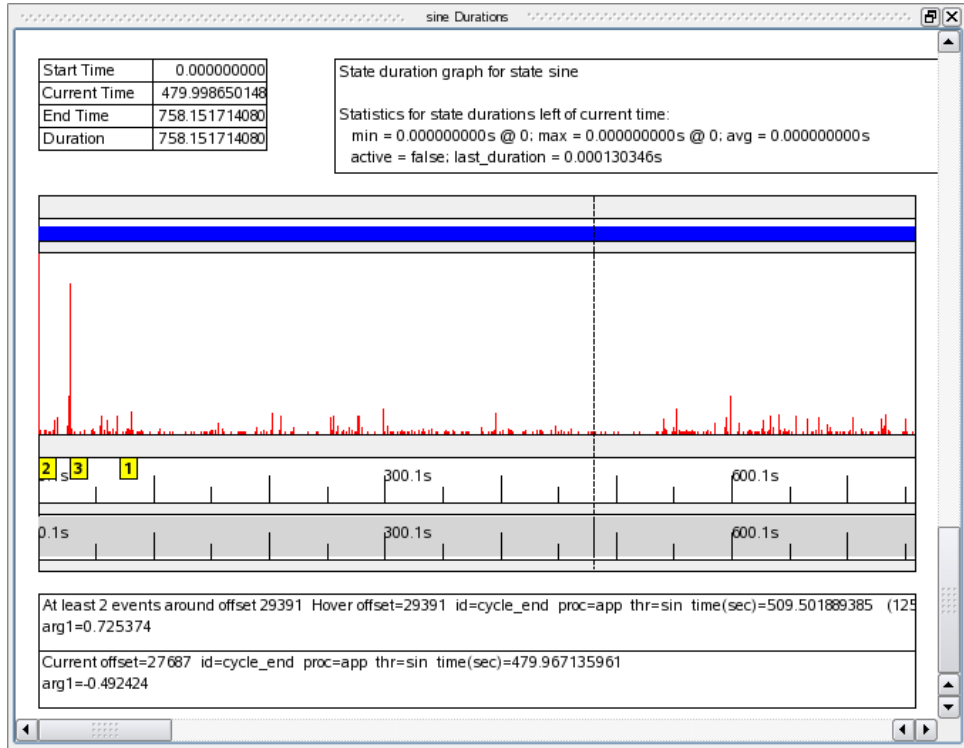 sine Durations
Start Time 0.000000000
Current Time 479.998650148
End Time 758.151714080
Duration 758.151714080
State duration graph for state sine
Statistics for state durations left of current time:
min = 0.000000000s @ 0; max = 0.000000000s @ 0; avg = 0.000000000s
active = false; last_duration = 0.000130346s
2 3 1
s 300.1s 600.1s
0.1s 300.1s 600.1s
At least 2 events around offset 29391 Hover offset=29391 id=cycle_end proc=app thr=sin time(sec)=509.501889385 (125
arg1=0.725374
Current offset=27687 id=cycle_end proc=app thr=sin time(sec)=479.967135961
arg1=-0.492424